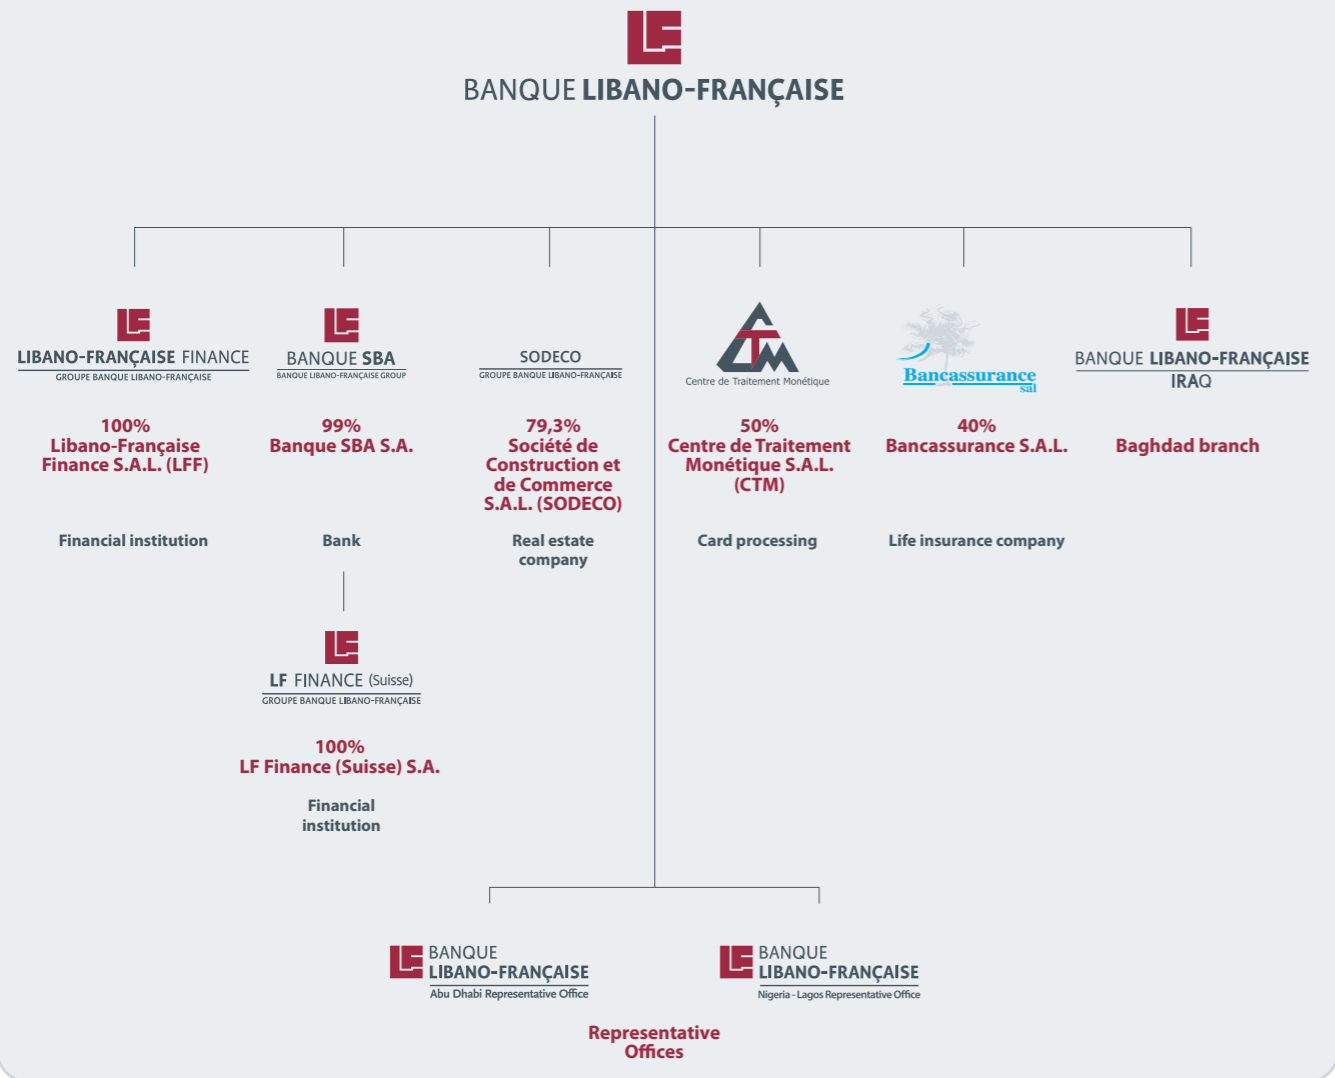 BANQUE LIBANO-FRANÇAISE
LIBANO-FRANÇAISE FINANCE
GROUPE BANQUE LIBANO-FRANÇAISE
100%
Libano-Française
Finance S.A.L. (LFF)
Financial institution
BANQUE SBA
BANQUE LIBANO-FRANÇAISE GROUP
99%
Banque SBA S.A.
Bank
LF FINANCE (Suisse)
GROUPE BANQUE LIBANO-FRANÇAISE
100%
LF Finance (Suisse) S.A.
Financial
institution
SODECO
GROUPE BANQUE LIBANO-FRANÇAISE
79,3%
Société de
Construction et
de Commerce
S.A.L. (SODECO)
Real estate
company
CTM
Centre de Traitement Monétique
50%
Centre de Traitement
Monétique S.A.L.
(CTM)
Card processing
Bancassurance
sal
40%
Bancassurance S.A.L.
Life insurance company
BANQUE LIBANO-FRANÇAISE
IRAQ
Baghdad branch
BANQUE
LIBANO-FRANÇAISE
Abu Dhabi Representative Office
BANQUE
LIBANO-FRANÇAISE
Nigeria - Lagos Representative Office
Representative
Offices